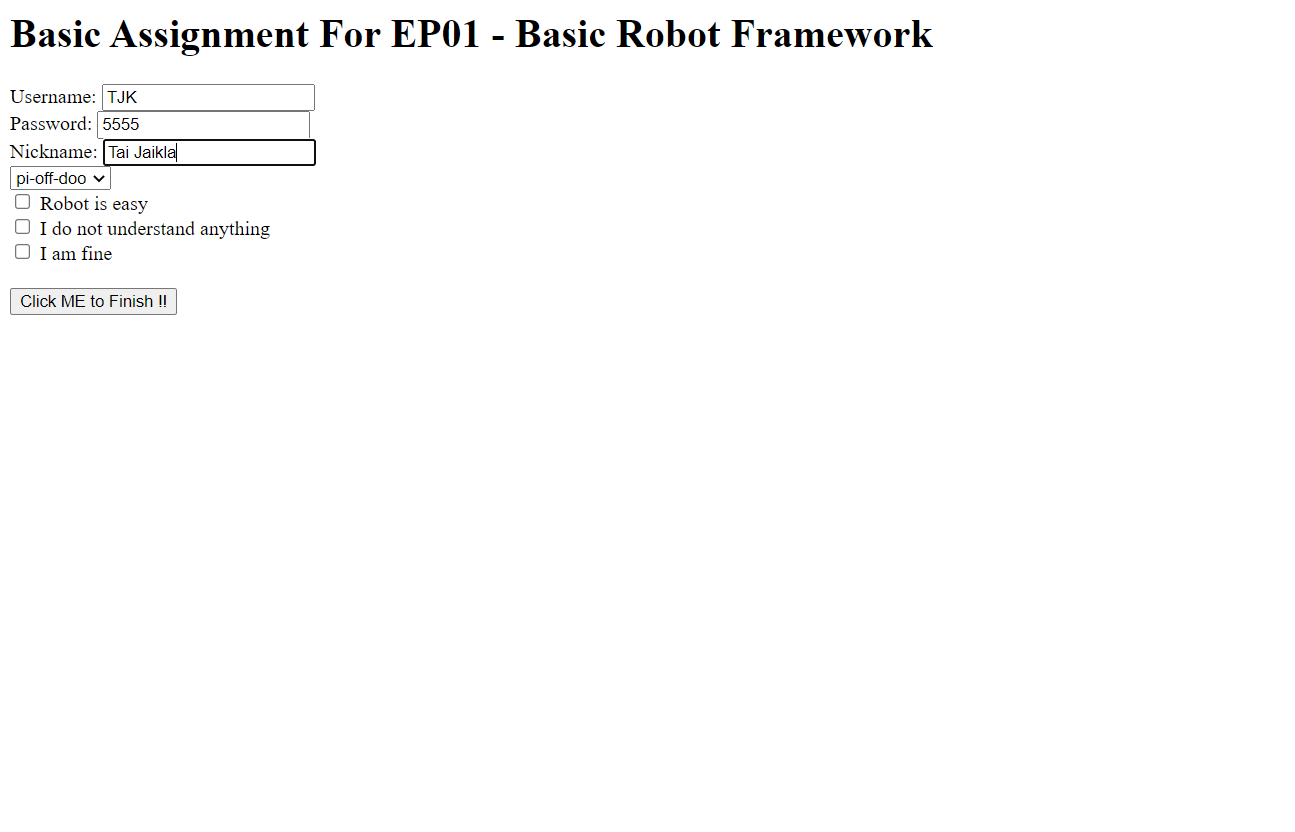 Basic Assignment For EP01 - Basic Robot Framework
Username: TJK
Password: 5555
Nickname: Tai Jaikla
pi-off-doo
Robot is easy
I do not understand anything
I am fine
Click ME to Finish !!